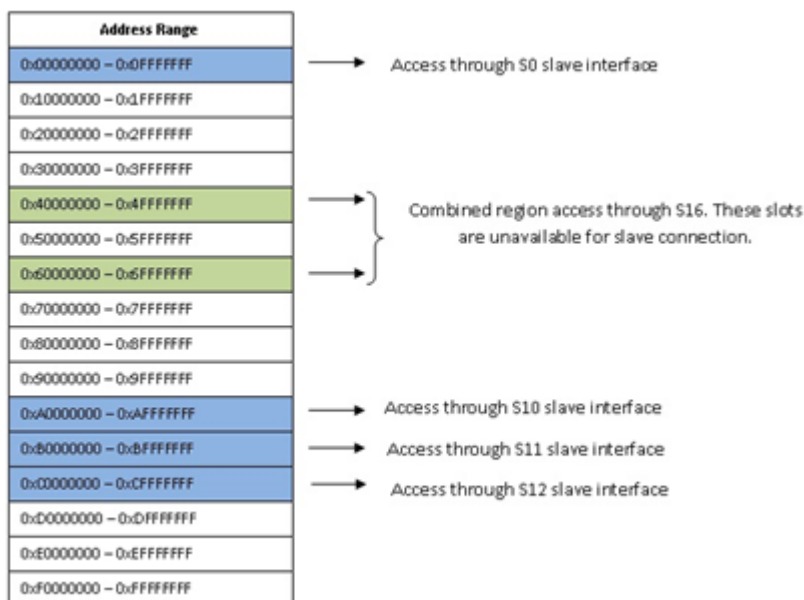 Address Range
0x00000000 – 0x0FFFFFFF
Access through S0 slave interface
0x10000000 – 0x1FFFFFFF
0x20000000 – 0x2FFFFFFF
0x30000000 – 0x3FFFFFFF
0x40000000 – 0x4FFFFFFF
0x50000000 – 0x5FFFFFFF
0x60000000 – 0x6FFFFFFF
Combined region access through S16. These slots
are unavailable for slave connection.
0x70000000 – 0x7FFFFFFF
0x80000000 – 0x8FFFFFFF
0x90000000 – 0x9FFFFFFF
0xA0000000 – 0xAFFFFFFF
Access through S10 slave interface
0xB0000000 – 0xBFFFFFFF
Access through S11 slave interface
0xC0000000 – 0xCFFFFFFF
Access through S12 slave interface
0xD0000000 – 0xDFFFFFFF
0xE0000000 – 0xEFFFFFFF
0xF0000000 – 0xFFFFFFFF